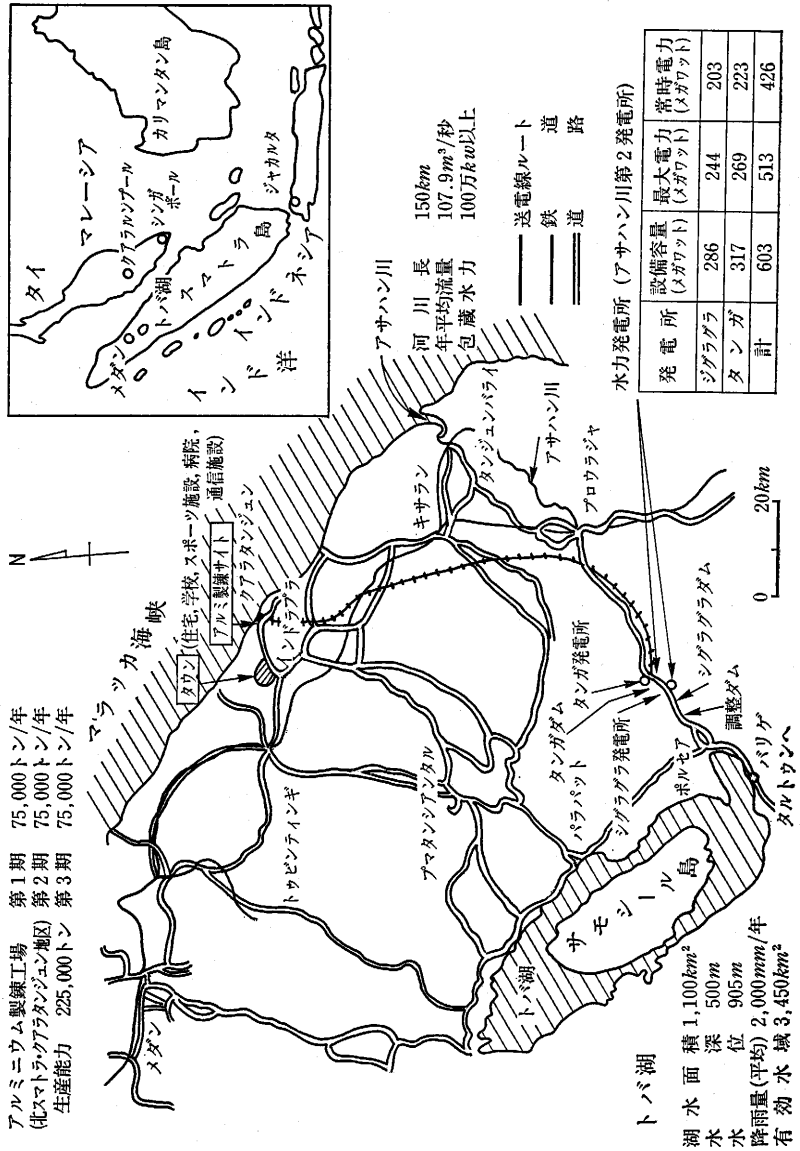 アルミニウム製錬工場 第1期 75,000トン/年
(北スマトラ・クアラタンジュン地区) 第2期 75,000トン/年
生産能力 225,000トン 第3期 75,000トン/年
マラッカ海峡
N
タイ
マレーシア
クアラルンプール
シンガポール
カリマンタン島
メダン
トバ湖
スマトラ島
インドネシア
ジャカルタ
インド洋
タウン (住宅, 学校, スポーツ施設, 病院, 通信施設)
アルミ製錬サイト
クアラタンジュン
インドラプラ
アサハン川
河川長 150km
年平均流量 107.9m³/秒
包蔵水力 100万kw以上
送電線ルート
鉄道
道路
メダン
トゥビンティンギ
プマタンシアンタル
キサラン
タンジュンバライ
アサハン川
プロウラジャ
タンガ発電所
タンガダム
パラパット
シグラグラ発電所
ポルセア
シグラグラダム
調整ダム
バリゲ
タルトゥンへ
サモシール島
トバ湖
0 20km
トバ湖
湖水面積 1,100km²
水深 500m
水位 905m
降雨量(平均) 2,000mm/年
有効水域 3,450km²
水力発電所 (アサハン川第2発電所)
発電所 設備容量(メガワット) 最大電力(メガワット) 常時電力(メガワット)
ジグラグラ 286 244 203
タンガ 317 269 223
計 603 513 426